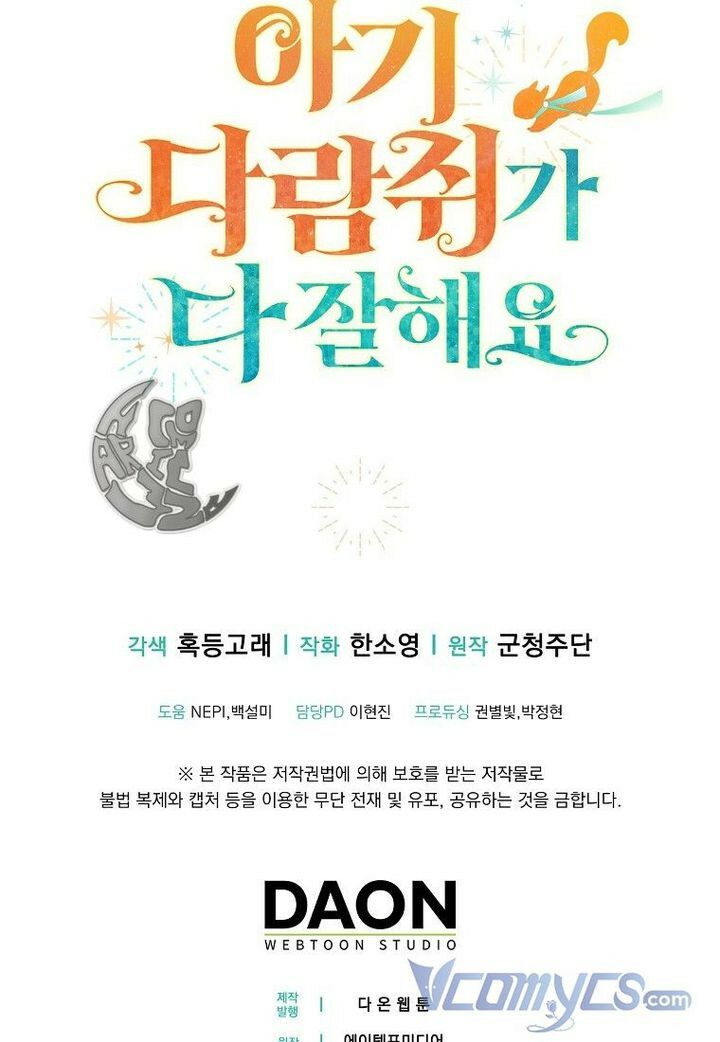 아기
다람쥐가
다 잘해요
각색 혹등고래 | 작화 한소영 | 원작 군청주단
도움 NEPI,백설미 담당PD 이현진 프로듀싱 권별빛,박정현
※ 본 작품은 저작권법에 의해 보호를 받는 저작물로
불법 복제와 캡처 등을 이용한 무단 전재 및 유포, 공유하는 것을 금합니다.
DAON
WEBTOON STUDIO
제작
발행 | 다온웹툰
VCOMYCS.com